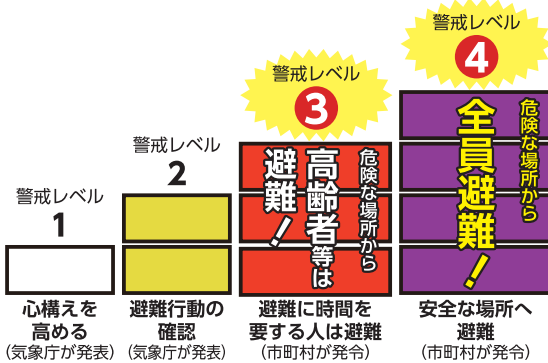 警戒レベル
1
心構えを
高める
(気象庁が発表)
警戒レベル
2
避難行動の
確認
(気象庁が発表)
警戒レベル
3
危険な場所から
高齢者等は
避難！
避難に時間を
要する人は避難
(市町村が発令)
警戒レベル
4
危険な場所から
全員避難！
安全な場所へ
避難
(市町村が発令)